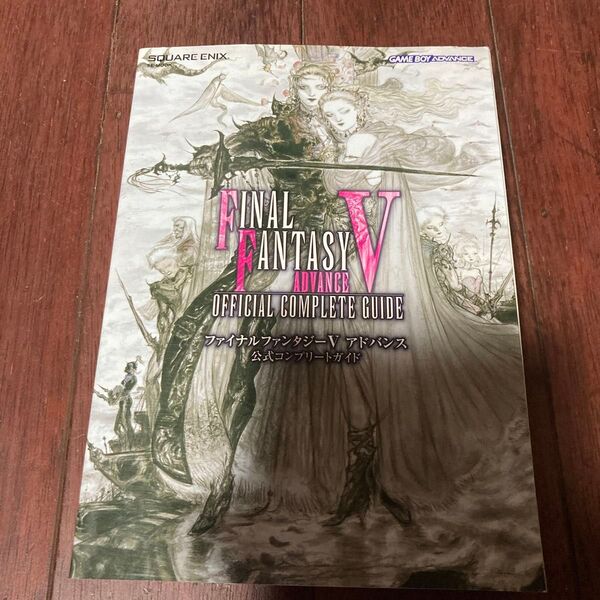 SQUARE ENIX.
SE-MOOK
GAME BOY ADVANCE
FINAL
FANTASY V
ADVANCE
OFFICIAL COMPLETE GUIDE
ファイナルファンタジーV アドバンス
公式コンプリートガイド